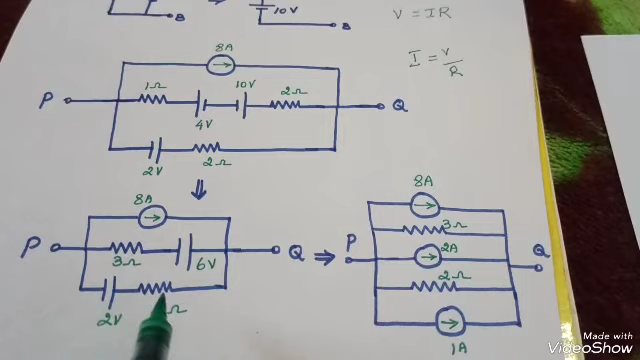 B
10V
B
V = IR
I = V/R
8A
P
1Ω
10V
2Ω
Q
4V
2V
2Ω
⇓
8A
P
3Ω
6V
Q
2V
Ω
⇒
8A
3Ω
P
2A
Q
2Ω
1A
Made with
VideoShow